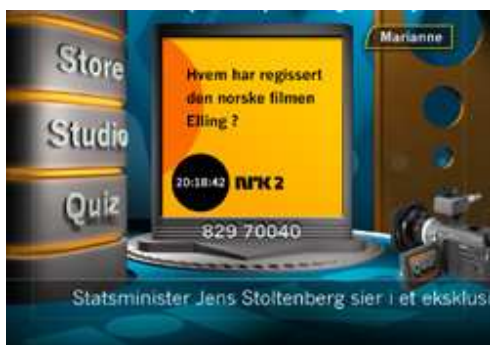 Marianne
Store
Studio
Quiz
Hvem har regissert
den norske filmen
Elling ?
20:18:42 NRK 2
829 70040
Statsminister Jens Stoltenberg sier i et eksklusi